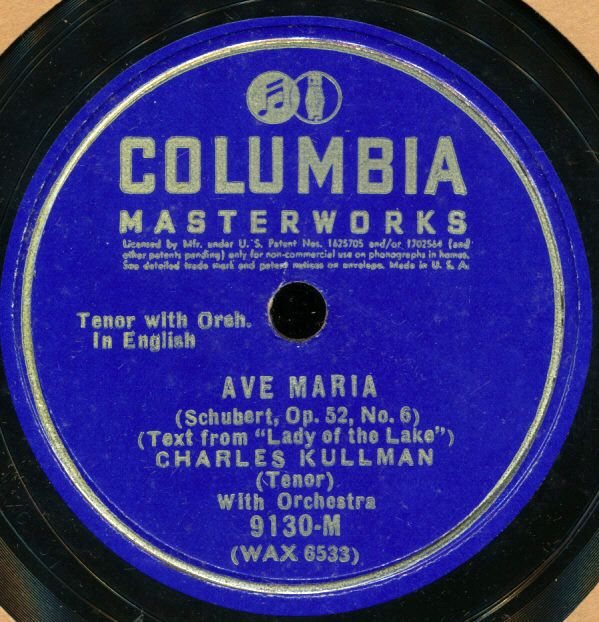 COLUMBIA
MASTERWORKS
Licensed by Mfr. under U. S. Patent Nos. 1625705 and/or 1702564 (and
other patents pending) only for non-commercial use on phonographs in homes.
See detailed trade mark and patent notices on envelope. Made in U. S. A.
Tenor with Orch.
In English
AVE MARIA
(Schubert, Op. 52, No. 6)
(Text from "Lady of the Lake")
CHARLES KULLMAN
(Tenor)
With Orchestra
9130-M
(WAX 6533)